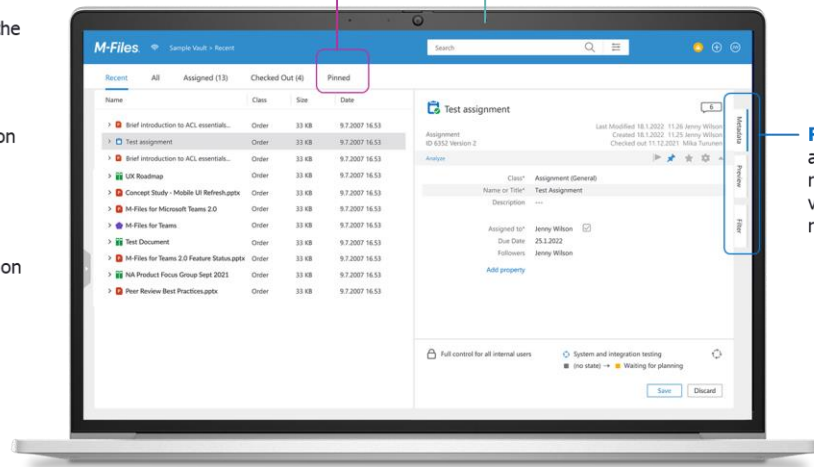 the
on
on
M-Files.
Sample Vault > Recent
Search
Recent All Assigned (13) Checked Out (4) Pinned
Name Class Size Date
Brief introduction to ACL essentials... Order 33 KB 9.7.2007 16.53
Test assignment Order 33 KB 9.7.2007 16.53
Brief introduction to ACL essentials... Order 33 KB 9.7.2007 16.53
UX Roadmap Order 33 KB 9.7.2007 16.53
Concept Study - Mobile UI Refresh.pptx Order 33 KB 9.7.2007 16.53
M-Files for Microsoft Teams 2.0 Order 33 KB 9.7.2007 16.53
M-Files for Teams Order 33 KB 9.7.2007 16.53
Test Document Order 33 KB 9.7.2007 16.53
M-Files for Teams 2.0 Feature Status.pptx Order 33 KB 9.7.2007 16.53
NA Product Focus Group Sept 2021 Order 33 KB 9.7.2007 16.53
Peer Review Best Practices.pptx Order 33 KB 9.7.2007 16.53
Test assignment
6
Assignment
ID 6352 Version 2
Last Modified 18.1.2022 11.26 Jenny Wilson
Created 18.1.2022 11.25 Jenny Wilson
Checked out 11.12.2021 Mika Turunen
Analyze
Class* Assignment (General)
Name or Title* Test Assignment
Description ---
Assigned to* Jenny Wilson
Due Date 25.1.2022
Followers Jenny Wilson
Add property
Full control for all internal users
System and integration testing
(no state) → Waiting for planning
Save Discard
Metadata
Preview
Filter